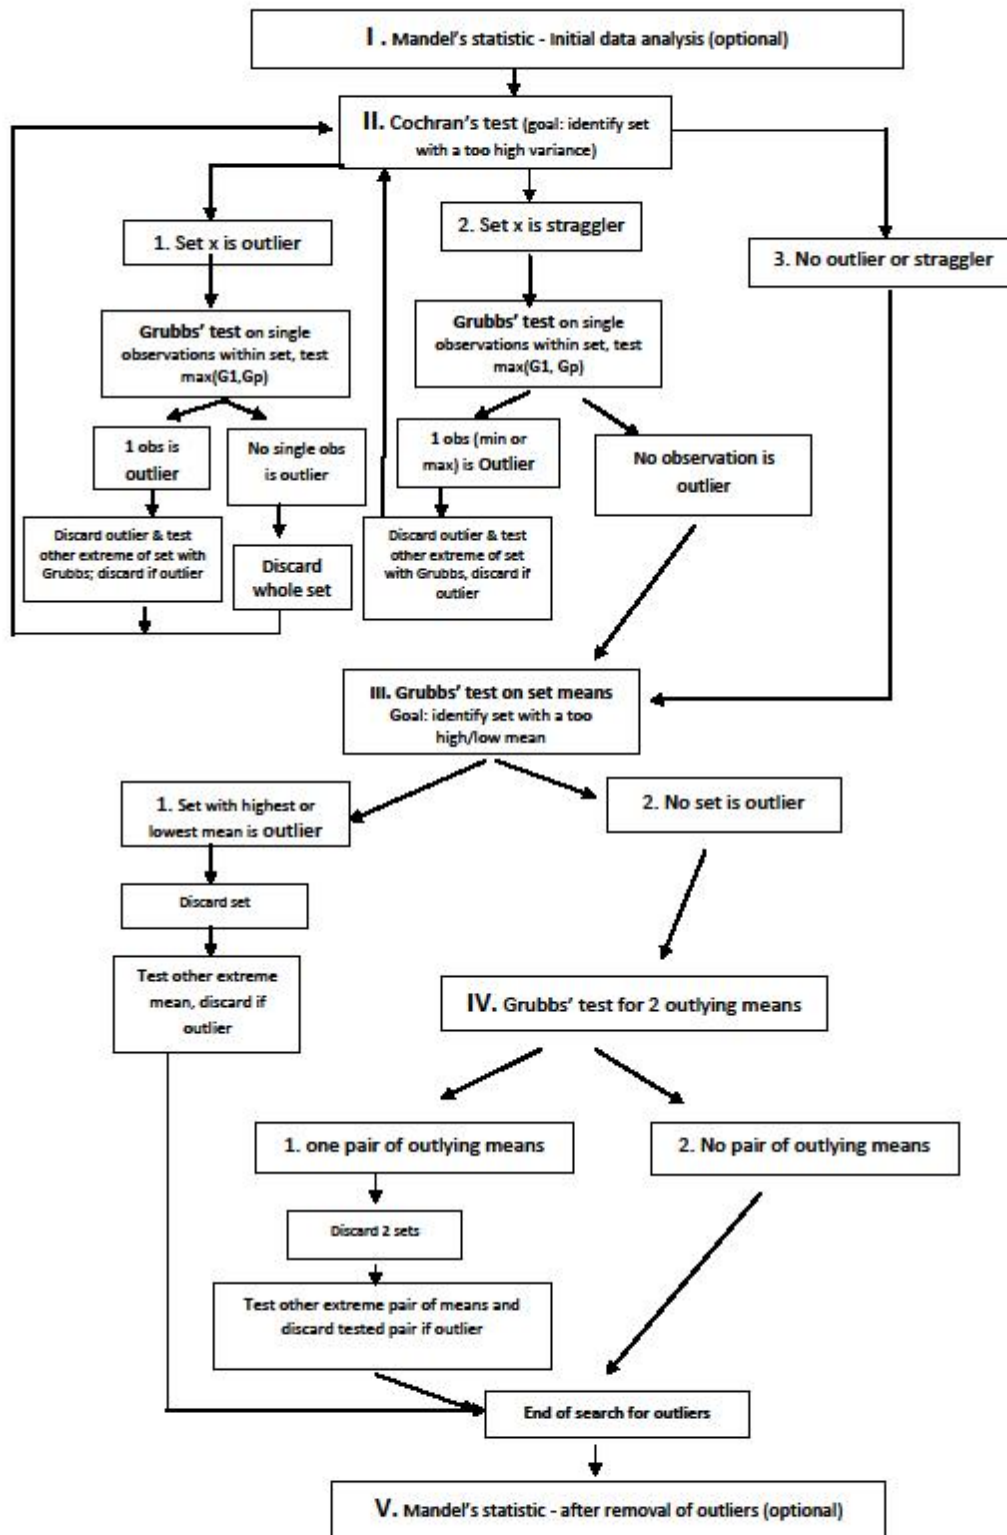 I . Mandel's statistic - Initial data analysis (optional)
II. Cochran's test (goal: identify set
with a too high variance)
1. Set x is outlier
2. Set x is straggler
3. No outlier or straggler
Grubbs' test on single
observations within set, test
max(G1,Gp)
Grubbs' test on single
observations within set, test
max(G1, Gp)
1 obs is
outlier
No single obs
is outlier
1 obs (min or
max) is Outlier
No observation is
outlier
Discard outlier & test
other extreme of set with
Grubbs; discard if outlier
Discard
whole set
Discard outlier & test
other extreme of set
with Grubbs, discard if
outlier
III. Grubbs' test on set means
Goal: identify set with a too
high/low mean
1. Set with highest or
lowest mean is outlier
2. No set is outlier
Discard set
Test other extreme
mean, discard if
outlier
IV. Grubbs' test for 2 outlying means
1. one pair of outlying means
2. No pair of outlying means
Discard 2 sets
Test other extreme pair of means and
discard tested pair if outlier
End of search for outliers
V. Mandel's statistic - after removal of outliers (optional)